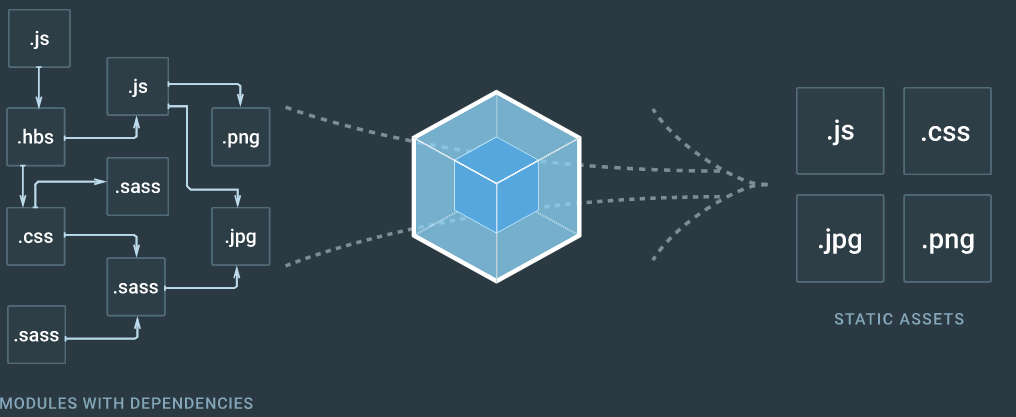 .js
.js
.hbs
.png
.sass
.css
.jpg
.sass
.sass
MODULES WITH DEPENDENCIES
.js
.css
.jpg
.png
STATIC ASSETS